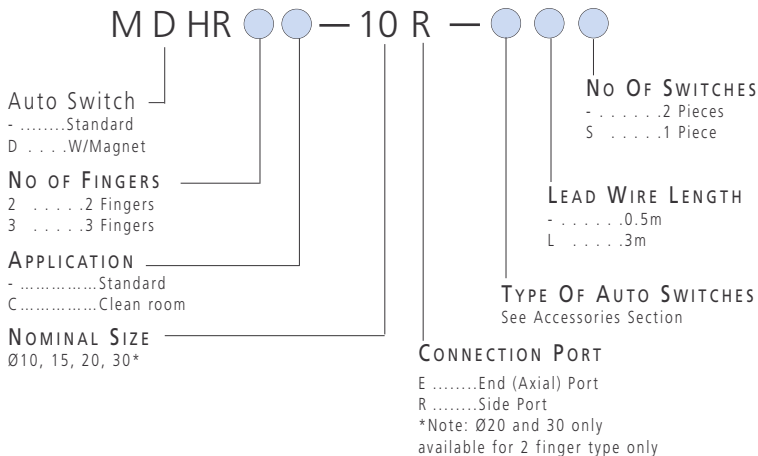 M D HR — 10 R —
Auto Switch
- ........Standard
D . . . .W/Magnet
NO OF FINGERS
2 . . . . .2 Fingers
3 . . . . .3 Fingers
APPLICATION
- ...............Standard
C...............Clean room
NOMINAL SIZE
Ø10, 15, 20, 30*
NO OF SWITCHES
- . . . . . .2 Pieces
S . . . . .1 Piece
LEAD WIRE LENGTH
- . . . . . .0.5m
L . . . . .3m
TYPE OF AUTO SWITCHES
See Accessories Section
CONNECTION PORT
E ........End (Axial) Port
R ........Side Port
*Note: Ø20 and 30 only
available for 2 finger type only